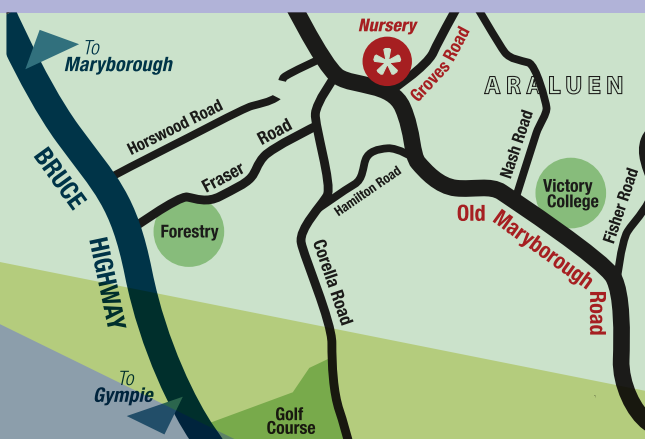 Nursery
To
Maryborough
Groves Road
ARALUEN
Horswood Road
Fraser Road
Nash Road
BRUCE
HIGHWAY
Hamilton Road
Victory
College
Fisher Road
Forestry
Old Maryborough Road
Corella Road
To
Gympie
Golf
Course